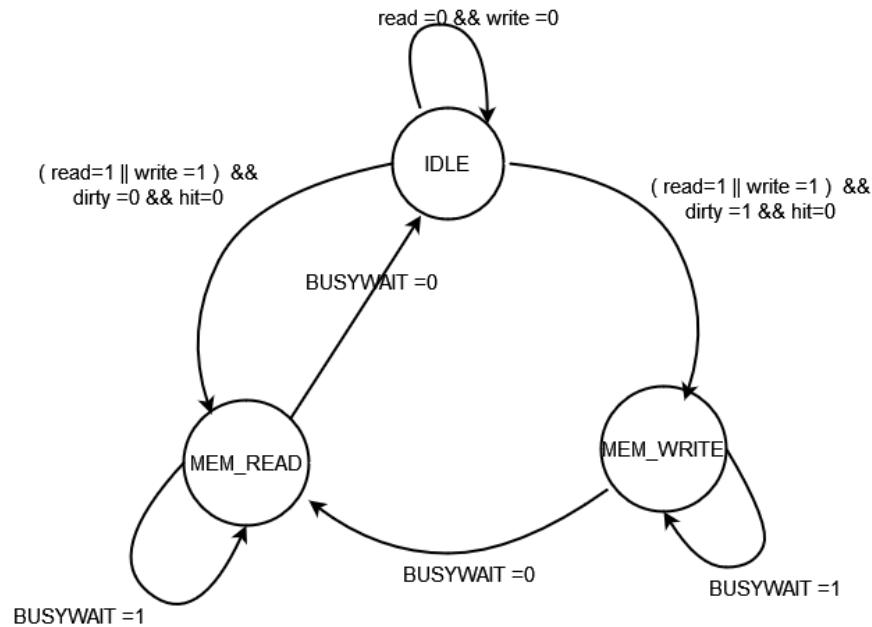 read =0 && write =0
IDLE
( read=1 || write =1 )  &&
dirty =0 && hit=0
( read=1 || write =1 )  &&
dirty =1 && hit=0
BUSYWAIT =0
MEM_READ
MEM_WRITE
BUSYWAIT =0
BUSYWAIT =1
BUSYWAIT =1